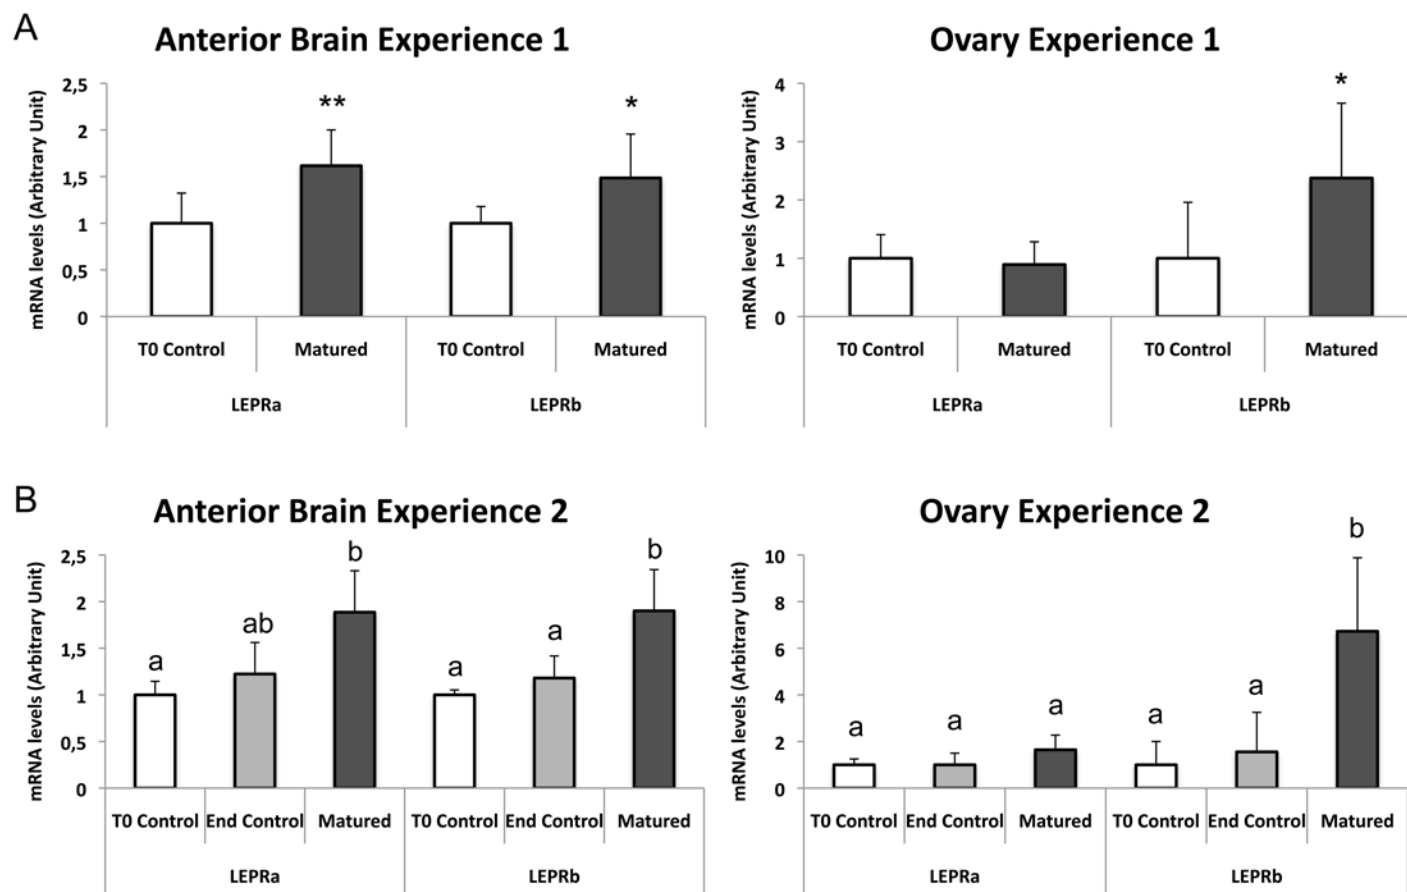 A
Anterior Brain Experience 1
mRNA levels (Arbitrary Unit)
2,5
2
1,5
1
0,5
0
**
*
T0 Control Matured T0 Control Matured
LEPRa LEPRb
Ovary Experience 1
mRNA levels (Arbitrary Unit)
4
3
2
1
0
*
T0 Control Matured T0 Control Matured
LEPRa LEPRb
B
Anterior Brain Experience 2
mRNA levels (Arbitrary Unit)
2,5
2
1,5
1
0,5
0
a ab b a a b
T0 Control End Control Matured T0 Control End Control Matured
LEPRa LEPRb
Ovary Experience 2
mRNA levels (Arbitrary Unit)
10
8
6
4
2
0
a a a a a b
T0 Control End Control Matured T0 Control End Control Matured
LEPRa LEPRb